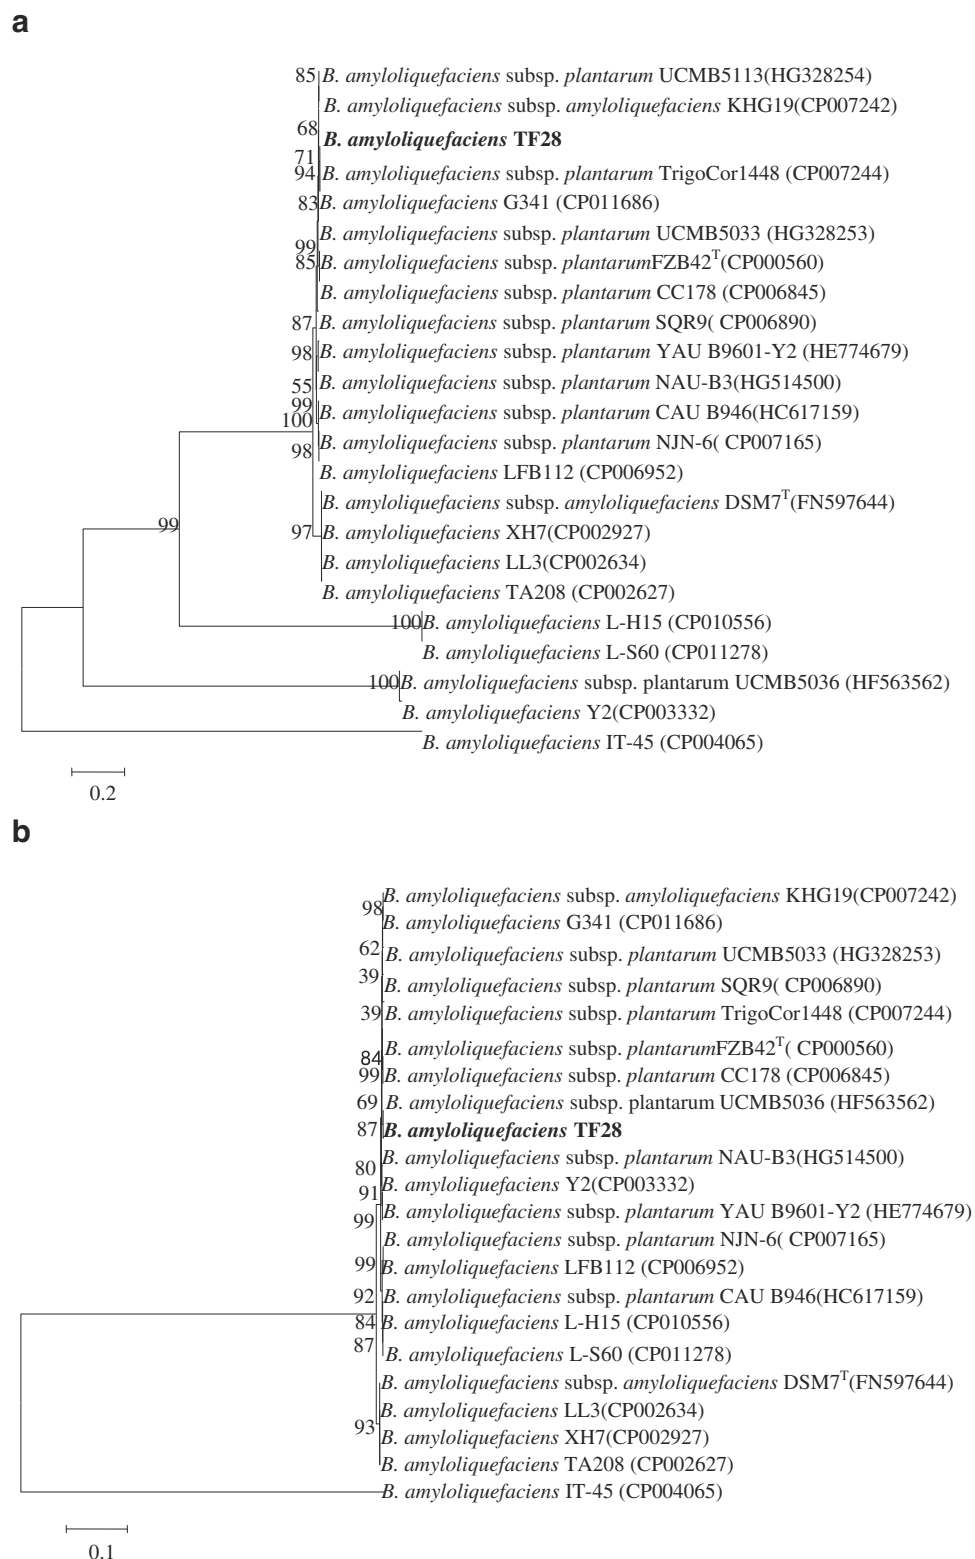 a
85 B. amyloliquefaciens subsp. plantarum UCMB5113(HG328254)
B. amyloliquefaciens subsp. amyloliquefaciens KHG19(CP007242)
68
B. amyloliquefaciens TF28
71
94 B. amyloliquefaciens subsp. plantarum TrigoCor1448 (CP007244)
83 B. amyloliquefaciens G341 (CP011686)
B. amyloliquefaciens subsp. plantarum UCMB5033 (HG328253)
99
85 B. amyloliquefaciens subsp. plantarumFZB42T(CP000560)
B. amyloliquefaciens subsp. plantarum CC178 (CP006845)
87 B. amyloliquefaciens subsp. plantarum SQR9( CP006890)
98 B. amyloliquefaciens subsp. plantarum YAU B9601-Y2 (HE774679)
55 B. amyloliquefaciens subsp. plantarum NAU-B3(HG514500)
99 B. amyloliquefaciens subsp. plantarum CAU B946(HC617159)
100
98 B. amyloliquefaciens subsp. plantarum NJN-6( CP007165)
B. amyloliquefaciens LFB112 (CP006952)
B. amyloliquefaciens subsp. amyloliquefaciens DSM7T(FN597644)
99
97 B. amyloliquefaciens XH7(CP002927)
B. amyloliquefaciens LL3(CP002634)
B. amyloliquefaciens TA208 (CP002627)
100 B. amyloliquefaciens L-H15 (CP010556)
B. amyloliquefaciens L-S60 (CP011278)
100 B. amyloliquefaciens subsp. plantarum UCMB5036 (HF563562)
B. amyloliquefaciens Y2(CP003332)
B. amyloliquefaciens IT-45 (CP004065)
0.2
b
B. amyloliquefaciens subsp. amyloliquefaciens KHG19(CP007242)
98
B. amyloliquefaciens G341 (CP011686)
62 B. amyloliquefaciens subsp. plantarum UCMB5033 (HG328253)
39 B. amyloliquefaciens subsp. plantarum SQR9( CP006890)
39 B. amyloliquefaciens subsp. plantarum TrigoCor1448 (CP007244)
84 B. amyloliquefaciens subsp. plantarumFZB42T( CP000560)
99 B. amyloliquefaciens subsp. plantarum CC178 (CP006845)
69 B. amyloliquefaciens subsp. plantarum UCMB5036 (HF563562)
87 B. amyloliquefaciens TF28
80 B. amyloliquefaciens subsp. plantarum NAU-B3(HG514500)
91 B. amyloliquefaciens Y2(CP003332)
99 B. amyloliquefaciens subsp. plantarum YAU B9601-Y2 (HE774679)
B. amyloliquefaciens subsp. plantarum NJN-6( CP007165)
99 B. amyloliquefaciens LFB112 (CP006952)
92 B. amyloliquefaciens subsp. plantarum CAU B946(HC617159)
84 B. amyloliquefaciens L-H15 (CP010556)
87
B. amyloliquefaciens L-S60 (CP011278)
B. amyloliquefaciens subsp. amyloliquefaciens DSM7T(FN597644)
B. amyloliquefaciens LL3(CP002634)
93
B. amyloliquefaciens XH7(CP002927)
B. amyloliquefaciens TA208 (CP002627)
B. amyloliquefaciens IT-45 (CP004065)
0.1